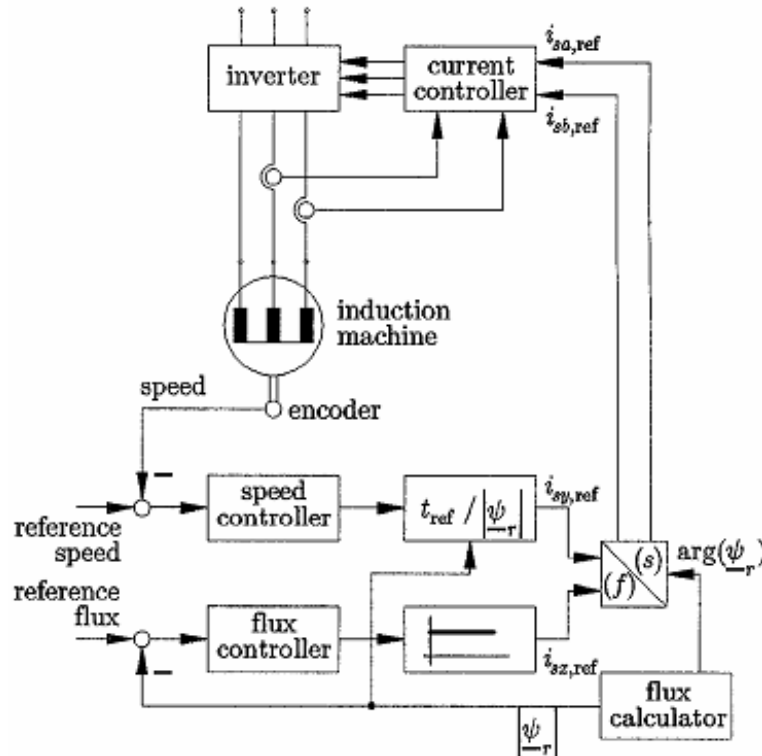 inverter
current
controller
i_sa,ref
i_sb,ref
induction
machine
speed
encoder
speed
controller
t_ref / |ψ_r|
i_sy,ref
reference
speed
(s)
(f)
arg(ψ_r)
reference
flux
flux
controller
i_sz,ref
flux
calculator
|ψ_r|